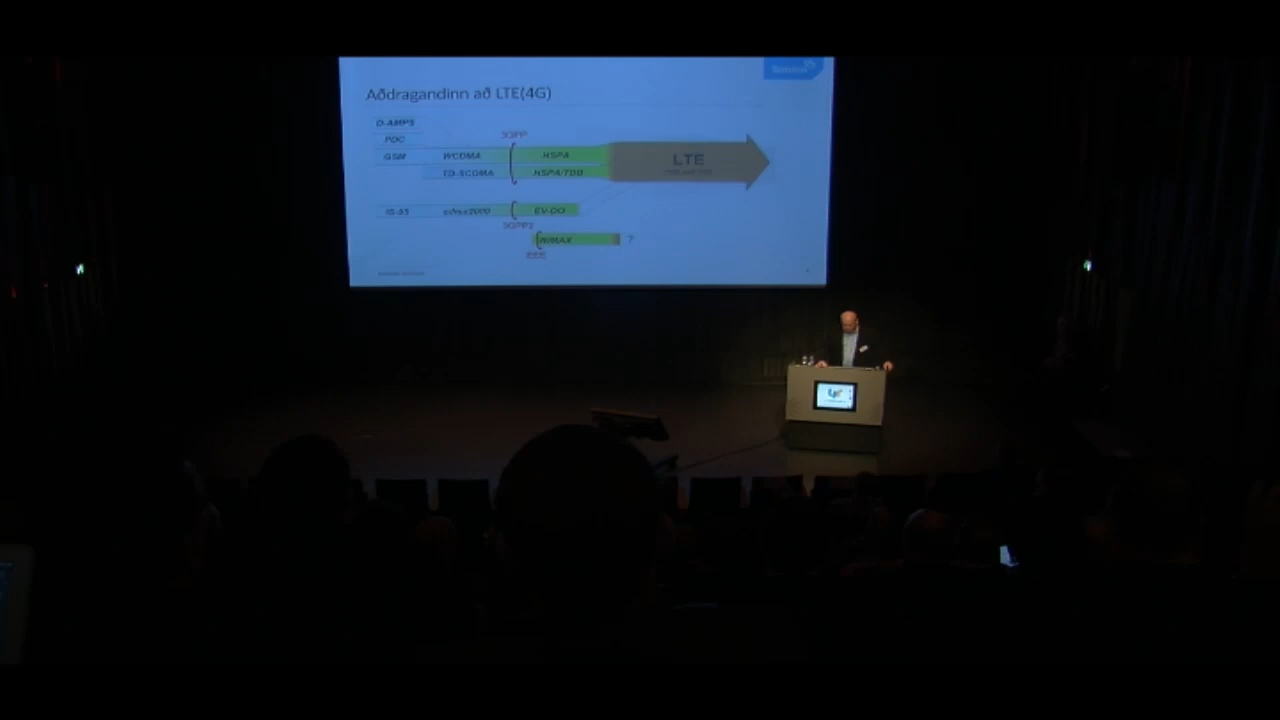 Aðdragandinn að LTE(4G)
D-AMPS
PDC
3GPP
GSM WCDMA HSPA LTE
TD-SCDMA HSPA/TDD
IS-95 cdma2000 EV-DO
3GPP2
WiMAX ?
IEEE